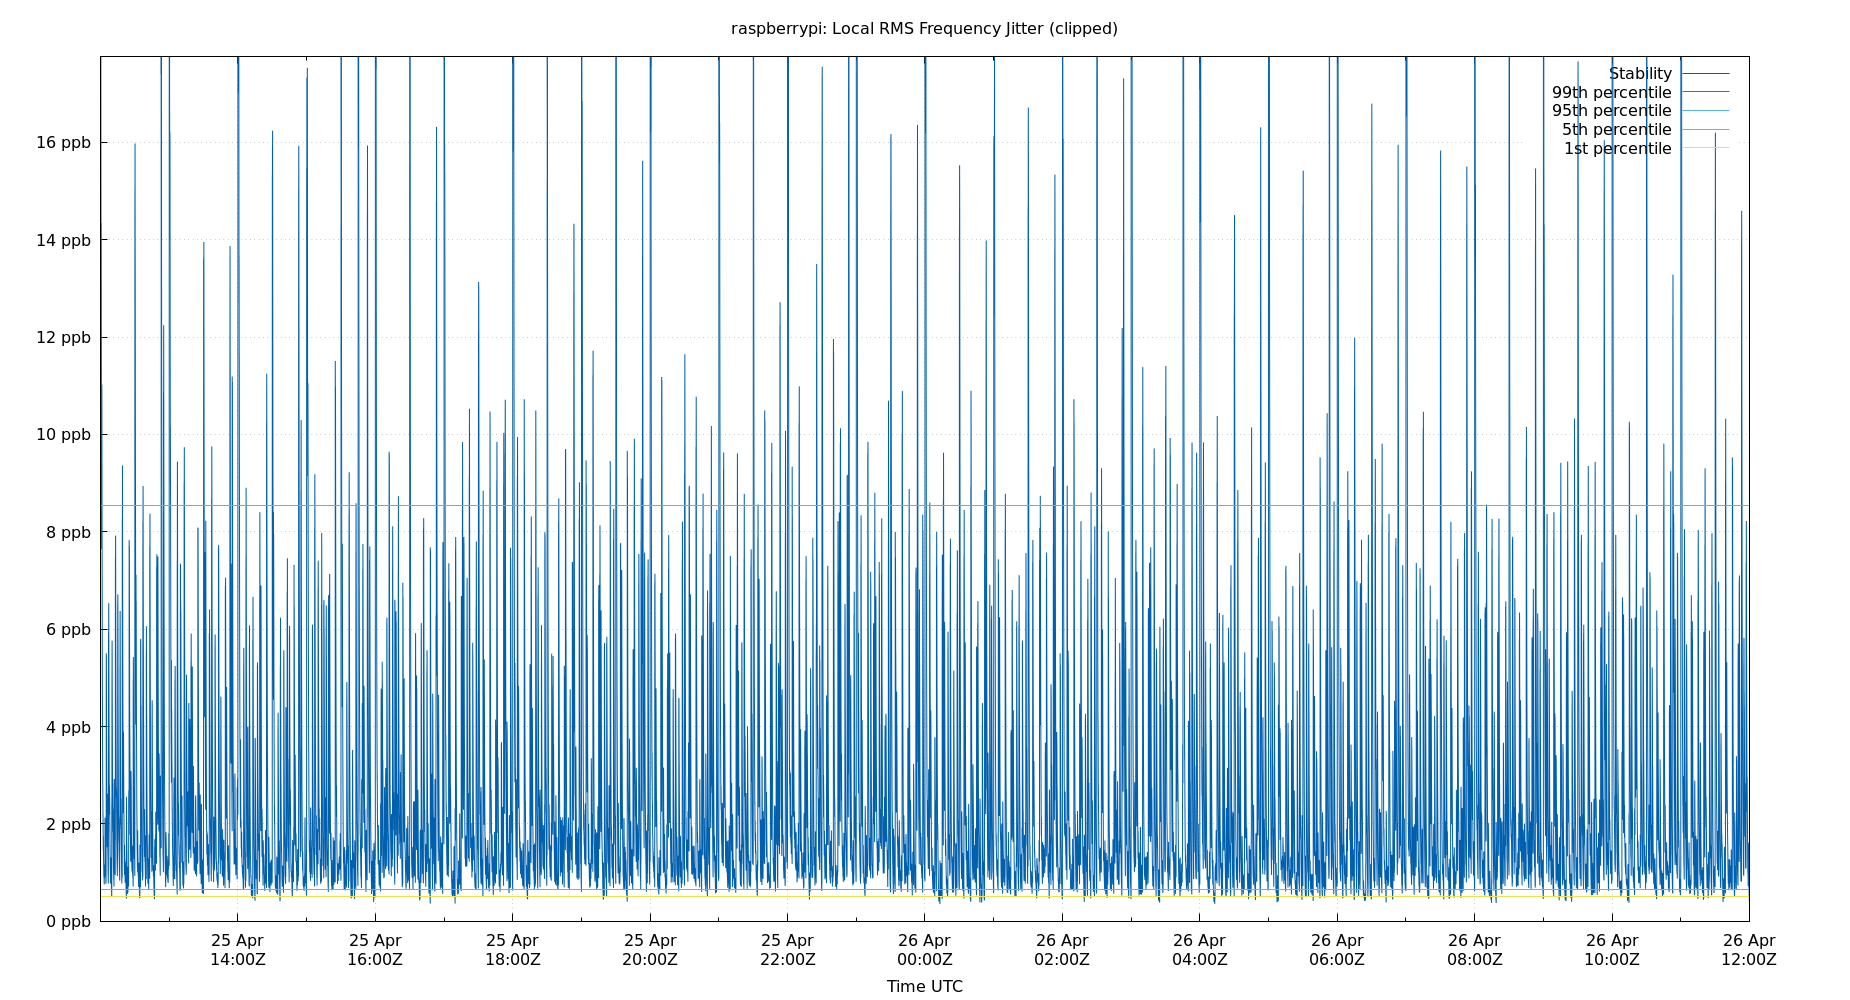 raspberrypi: Local RMS Frequency Jitter (clipped)
Stability
99th percentile
95th percentile
5th percentile
1st percentile
16 ppb
14 ppb
12 ppb
10 ppb
8 ppb
6 ppb
4 ppb
2 ppb
0 ppb
25 Apr 25 Apr 25 Apr 25 Apr 25 Apr 26 Apr 26 Apr 26 Apr 26 Apr 26 Apr 26 Apr 26 Apr
14:00Z 16:00Z 18:00Z 20:00Z 22:00Z 00:00Z 02:00Z 04:00Z 06:00Z 08:00Z 10:00Z 12:00Z
Time UTC